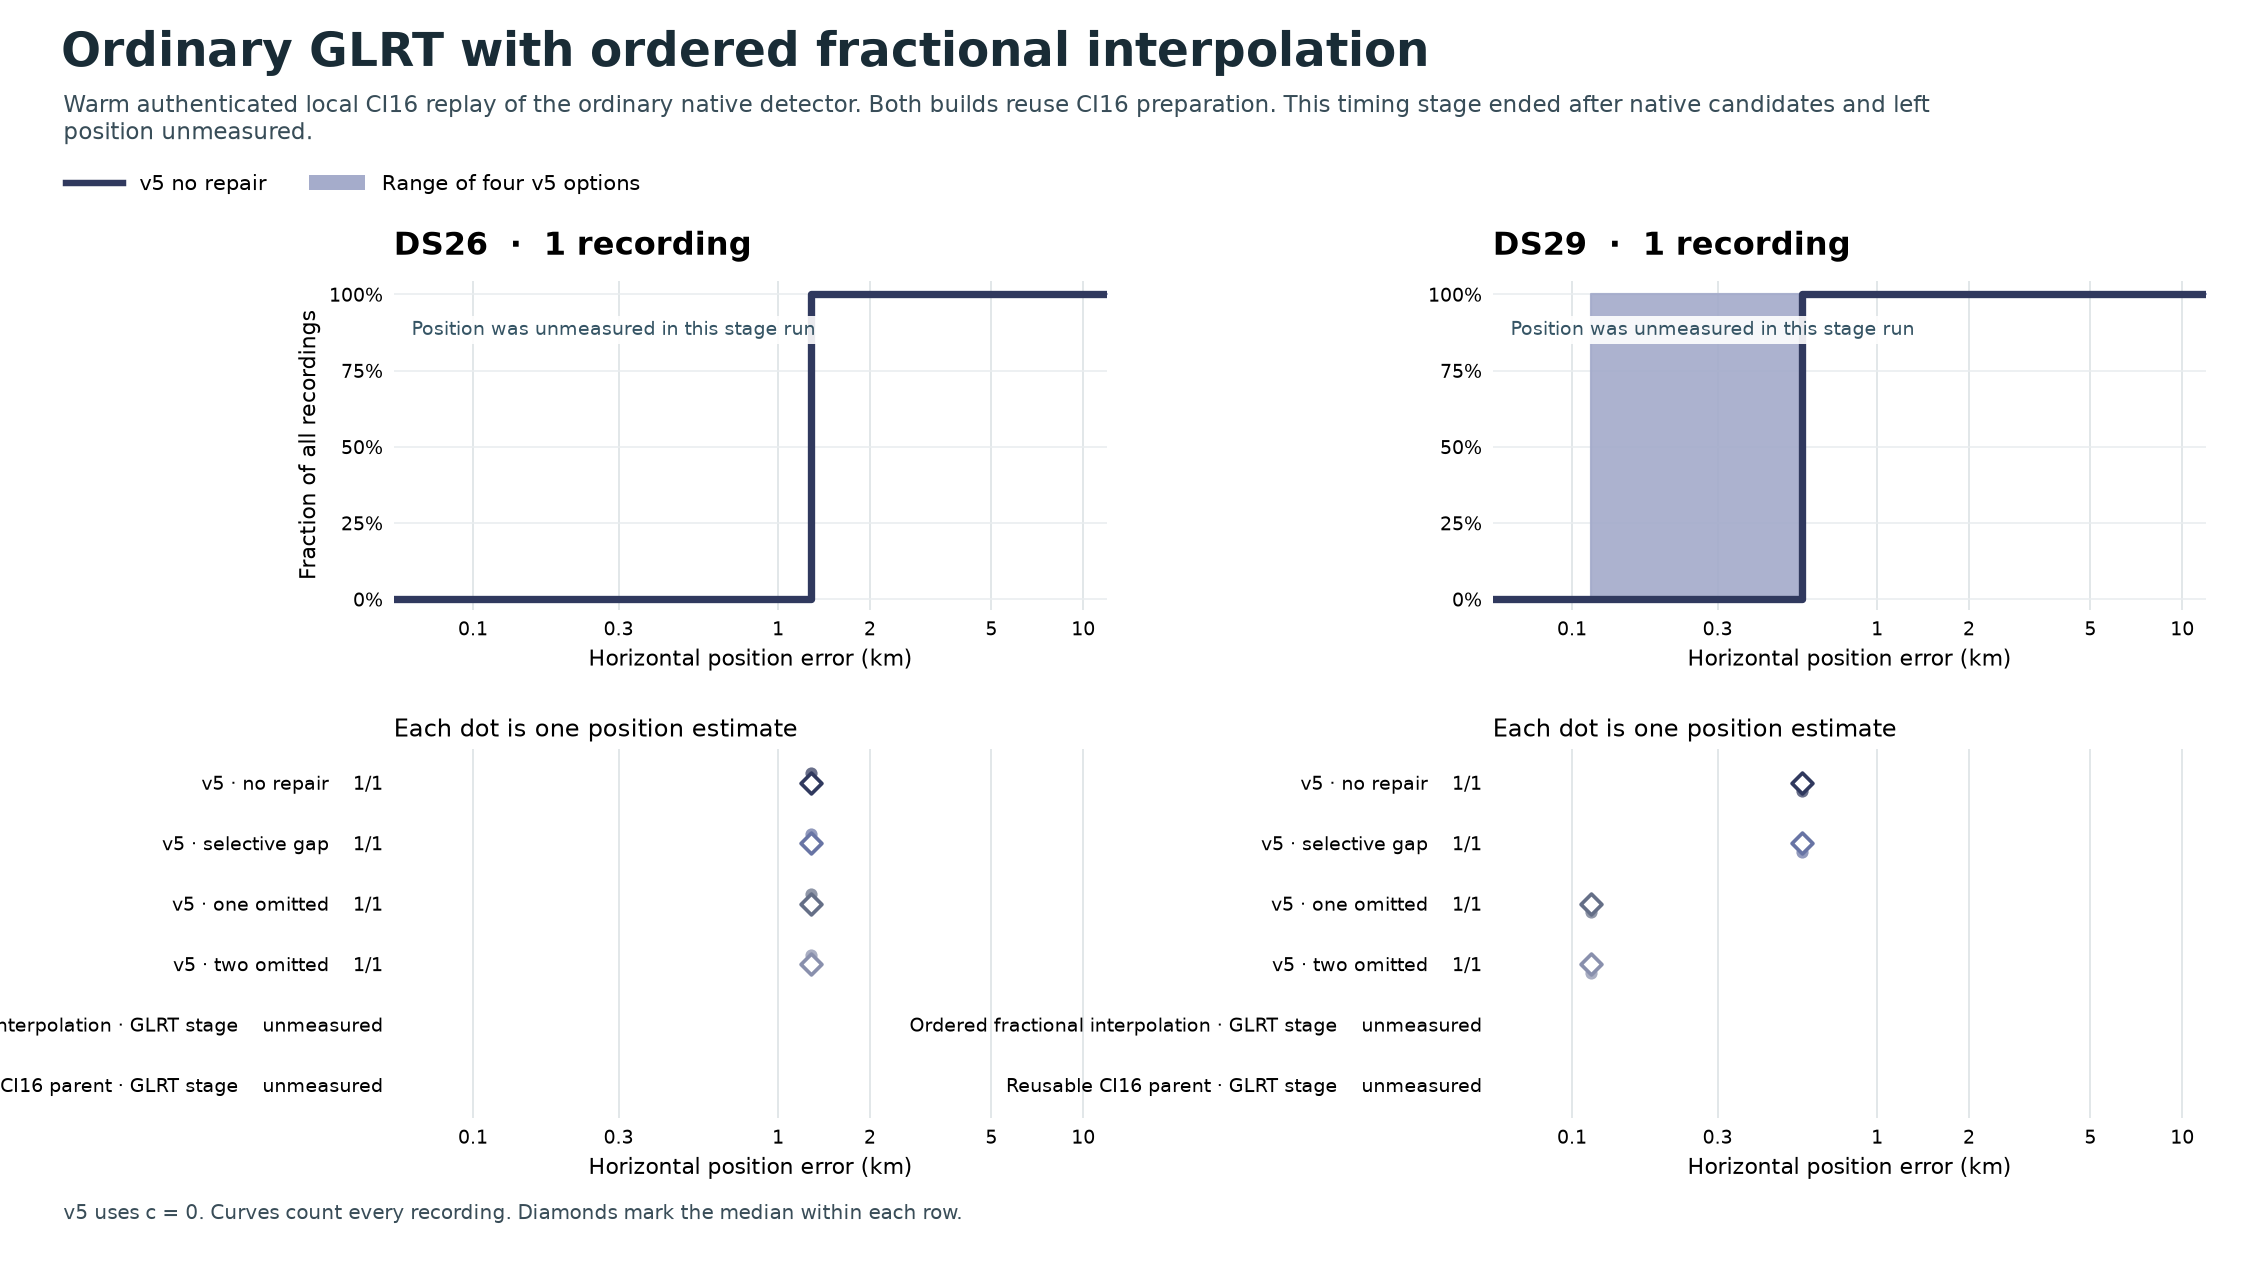 Ordinary GLRT with ordered fractional interpolation
Warm authenticated local CI16 replay of the ordinary native detector. Both builds reuse CI16 preparation. This timing stage ended after native candidates and left
position unmeasured.
v5 no repair
Range of four v5 options
DS26 · 1 recording
Fraction of all recordings
100%
75%
50%
25%
0%
Position was unmeasured in this stage run
0.1 0.3 1 2 5 10
Horizontal position error (km)
DS29 · 1 recording
100%
75%
50%
25%
0%
Position was unmeasured in this stage run
0.1 0.3 1 2 5 10
Horizontal position error (km)
Each dot is one position estimate
v5 · no repair 1/1
v5 · selective gap 1/1
v5 · one omitted 1/1
v5 · two omitted 1/1
nterpolation · GLRT stage unmeasured
CI16 parent · GLRT stage unmeasured
0.1 0.3 1 2 5 10
Horizontal position error (km)
Each dot is one position estimate
v5 · no repair 1/1
v5 · selective gap 1/1
v5 · one omitted 1/1
v5 · two omitted 1/1
Ordered fractional interpolation · GLRT stage unmeasured
Reusable CI16 parent · GLRT stage unmeasured
0.1 0.3 1 2 5 10
Horizontal position error (km)
v5 uses c = 0. Curves count every recording. Diamonds mark the median within each row.